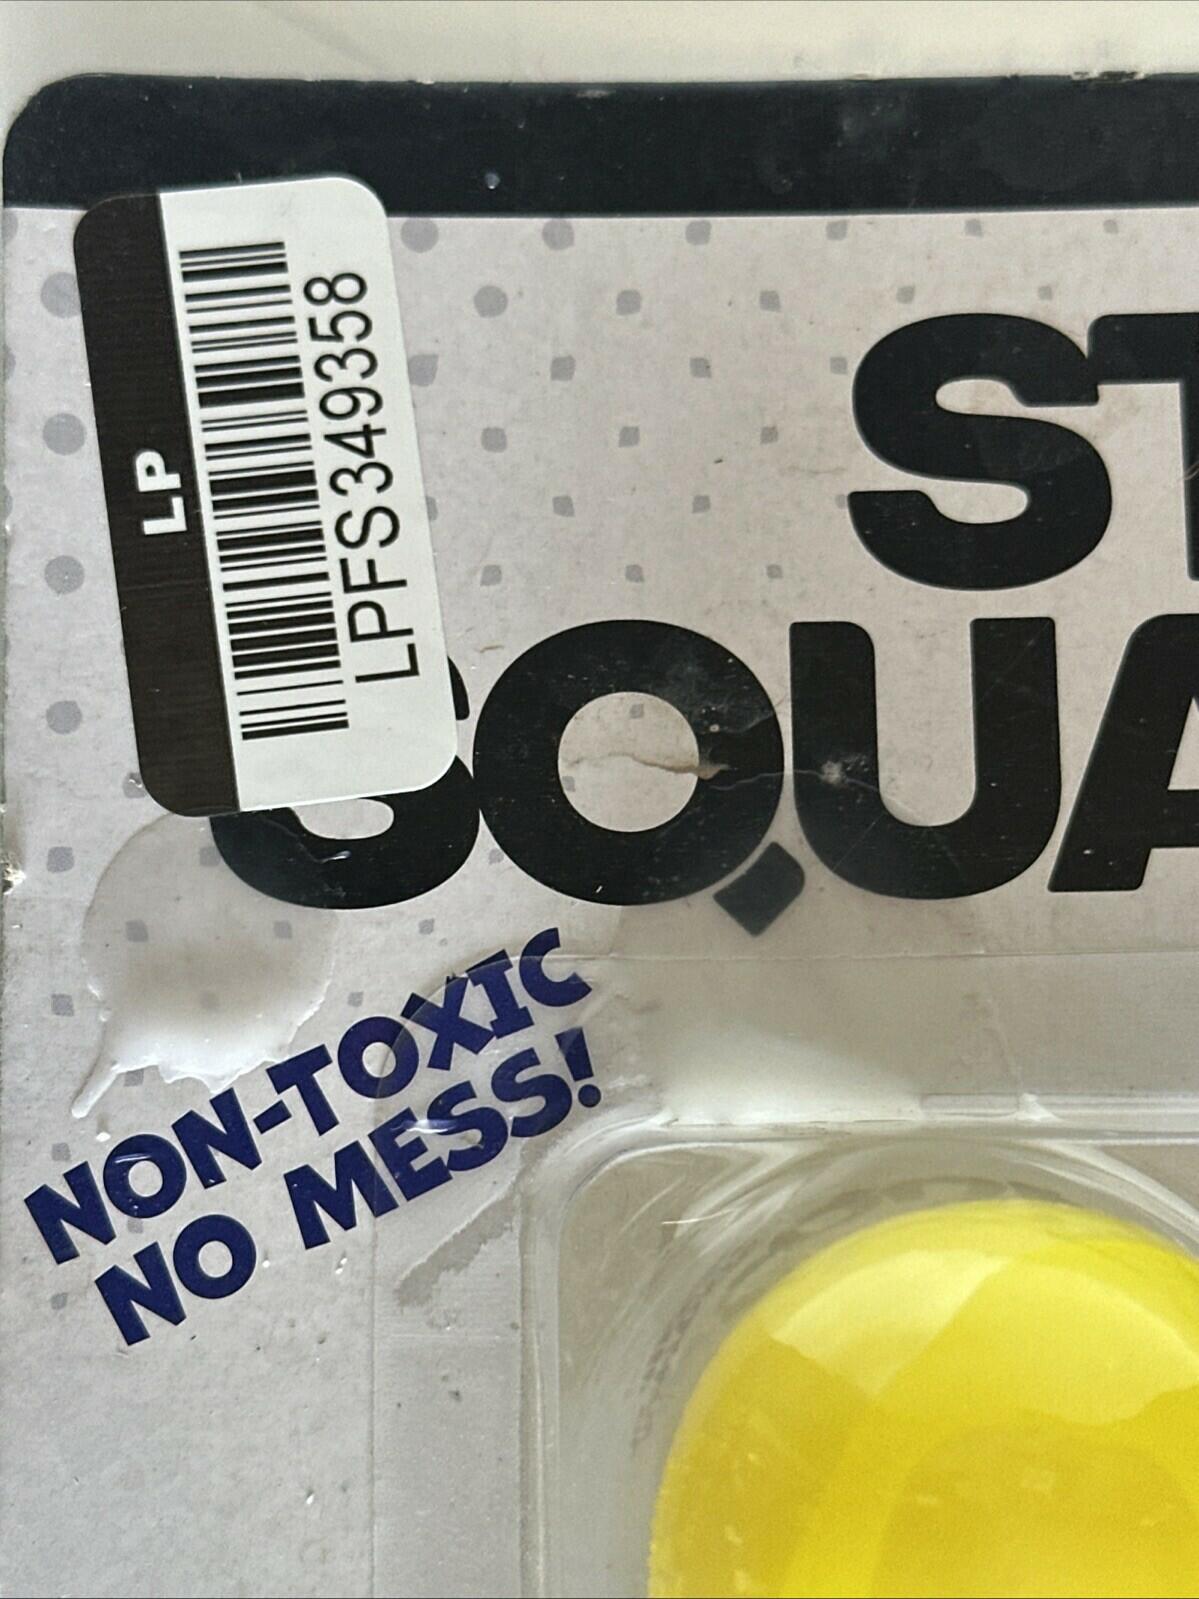 LP
LPFS349358
ST
SQUA
NON-TOXIC
NO MESS!